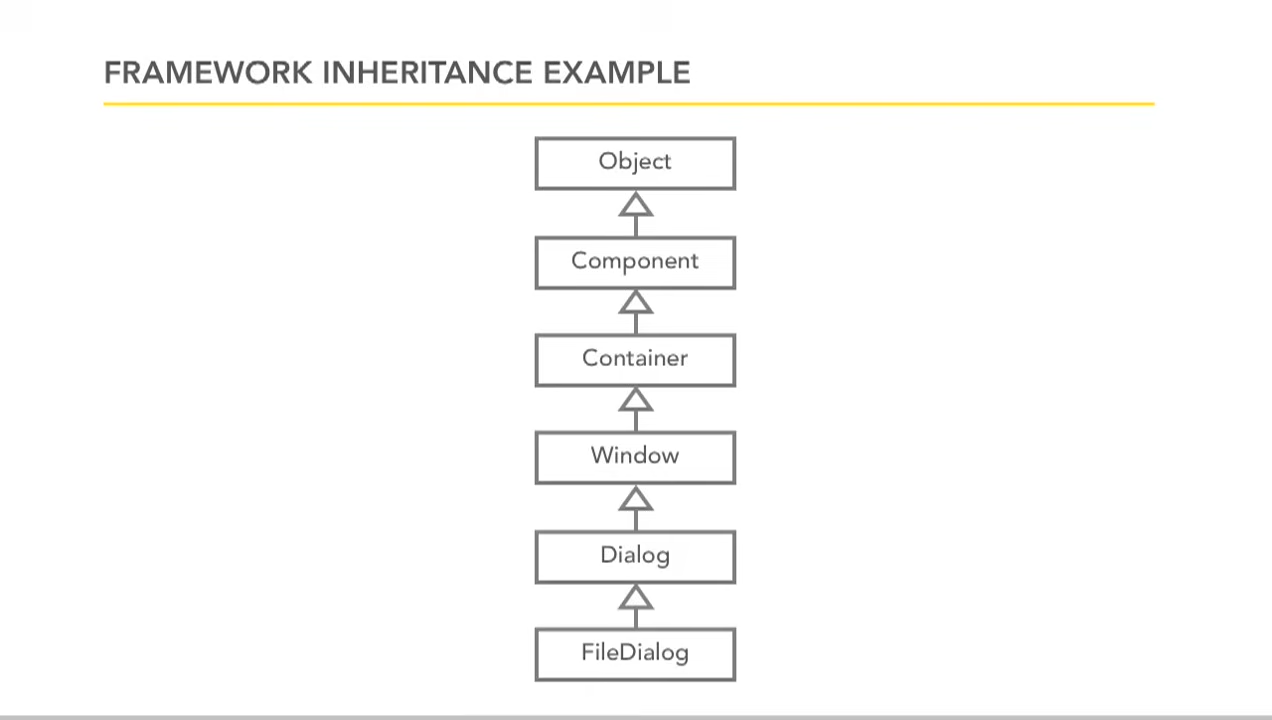 FRAMEWORK INHERITANCE EXAMPLE
Object
Component
Container
Window
Dialog
FileDialog